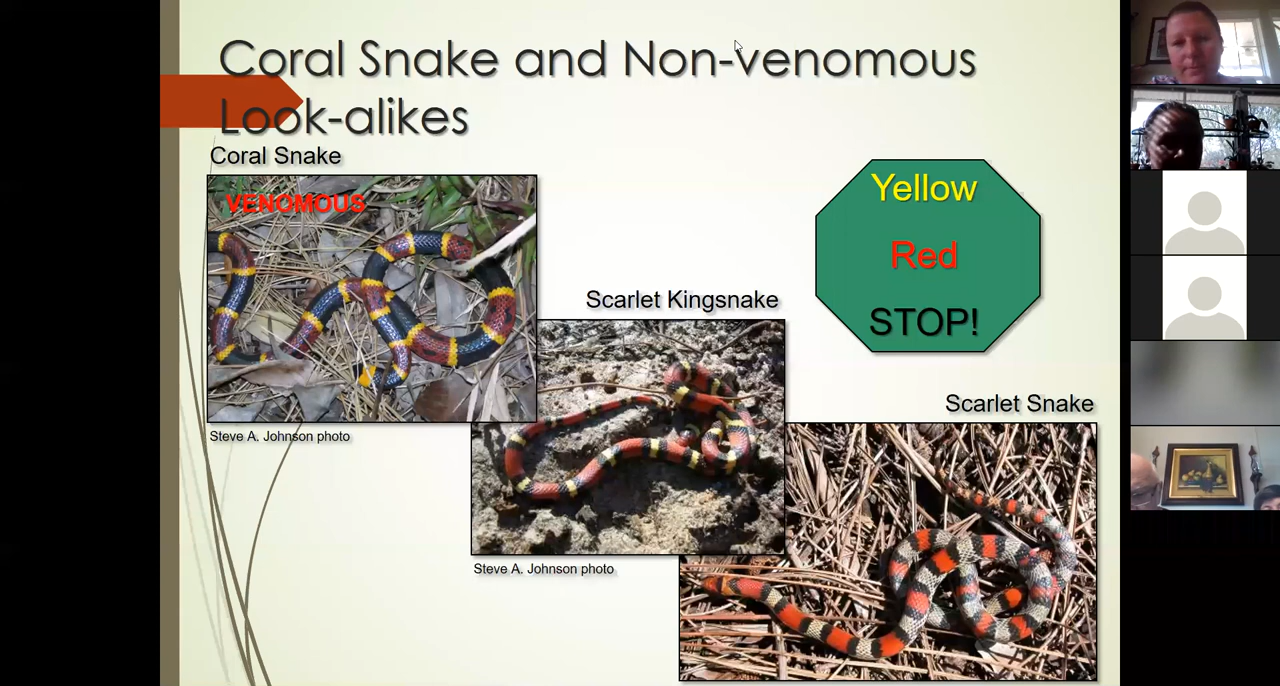 Coral Snake and Non-venomous
Look-alikes
Coral Snake
VENOMOUS
Steve A. Johnson photo
Scarlet Kingsnake
Steve A. Johnson photo
Yellow
Red
STOP!
Scarlet Snake